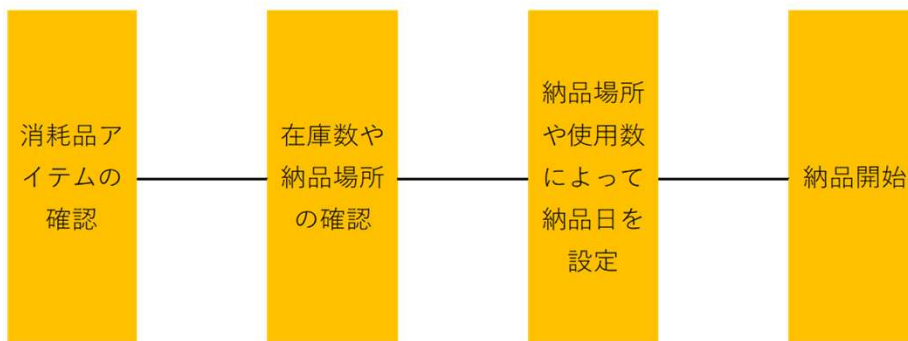 消耗品ア
イテムの
確認
在庫数や
納品場所
の確認
納品場所
や使用数
によって
納品日を
設定
納品開始